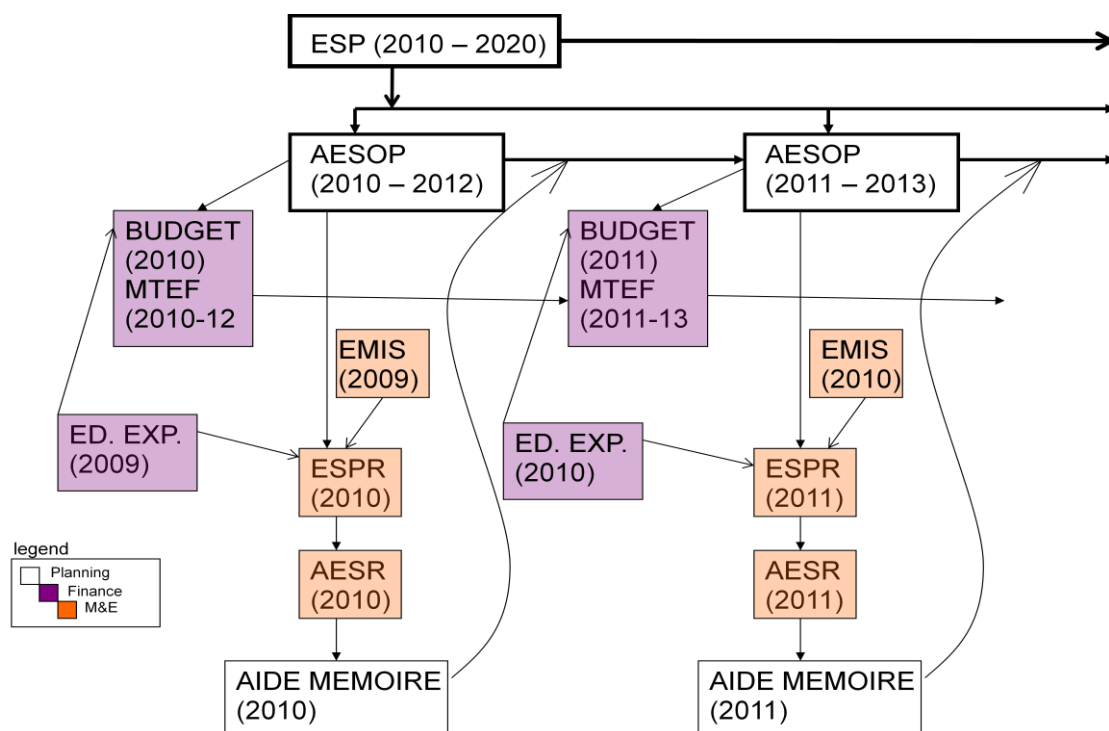 ESP (2010 – 2020)
AESOP
(2010 – 2012)
AESOP
(2011 – 2013)
BUDGET
(2010)
MTEF
(2010-12
BUDGET
(2011)
MTEF
(2011-13
EMIS
(2009)
EMIS
(2010)
ED. EXP.
(2009)
ESPR
(2010)
ED. EXP.
(2010)
ESPR
(2011)
legend
Planning
Finance
M&E
AESR
(2010)
AESR
(2011)
AIDE MEMOIRE
(2010)
AIDE MEMOIRE
(2011)